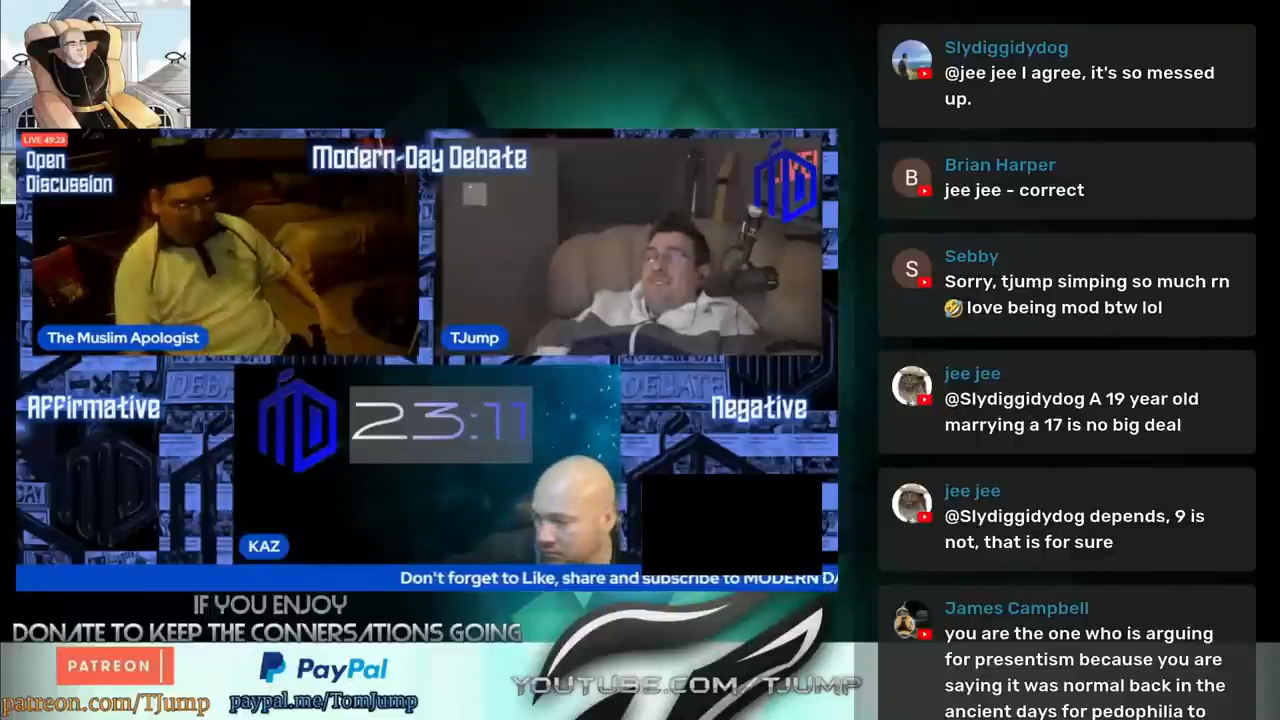 LIVE 49:23
Open
Discussion
Modern-Day Debate
The Muslim Apologist
TJump
Affirmative
23:11
Negative
DEBATE
DAY
KAZ
Don't forget to Like, share and subscribe to MODERN DA
IF YOU ENJOY
DONATE TO KEEP THE CONVERSATIONS GOING
PATREON
PayPal
patreon.com/TJump
paypal.me/TomJump
YOUTUBE.COM/TJUMP
Slydiggidydog
@jee jee I agree, it's so messed
up.
B
Brian Harper
jee jee - correct
S
Sebby
Sorry, tjump simping so much rn
🤣 love being mod btw lol
jee jee
@Slydiggidydog A 19 year old
marrying a 17 is no big deal
jee jee
@Slydiggidydog depends, 9 is
not, that is for sure
James Campbell
you are the one who is arguing
for presentism because you are
saying it was normal back in the
ancient days for pedophilia to